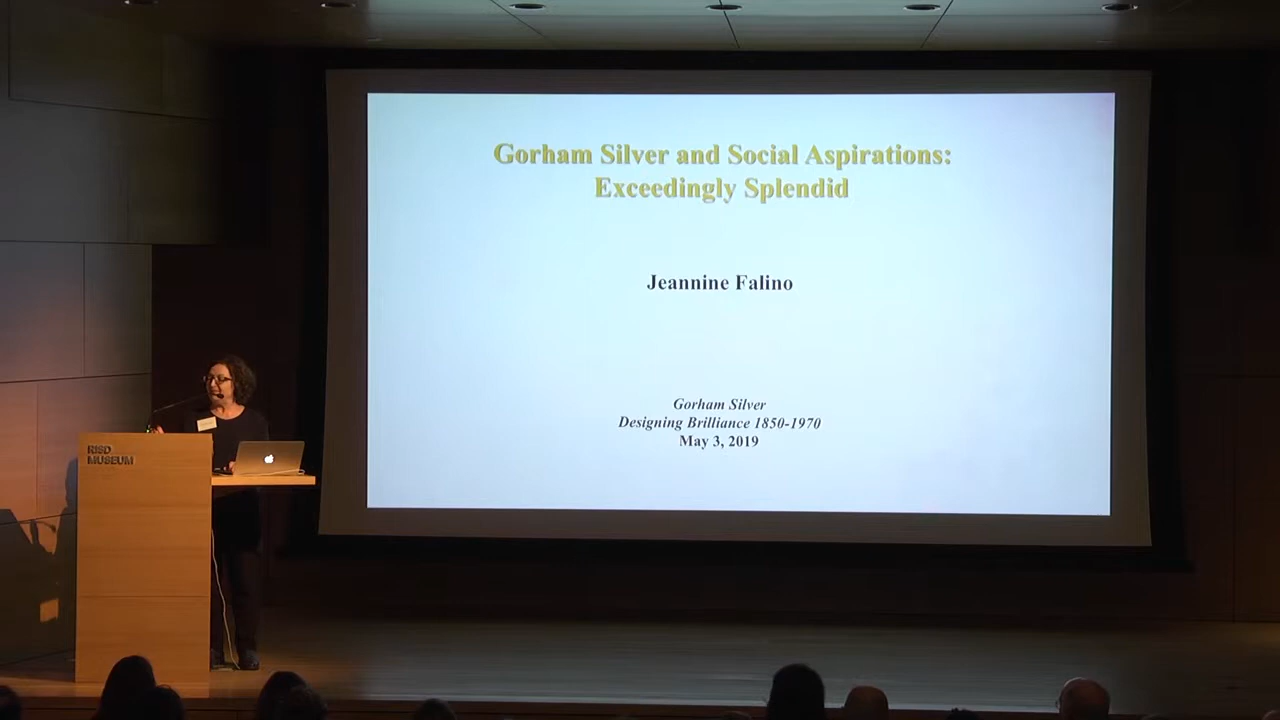 Gorham Silver and Social Aspirations:
Exceedingly Splendid
Jeannine Falino
Gorham Silver
Designing Brilliance 1850-1970
May 3, 2019
RISD
MUSEUM